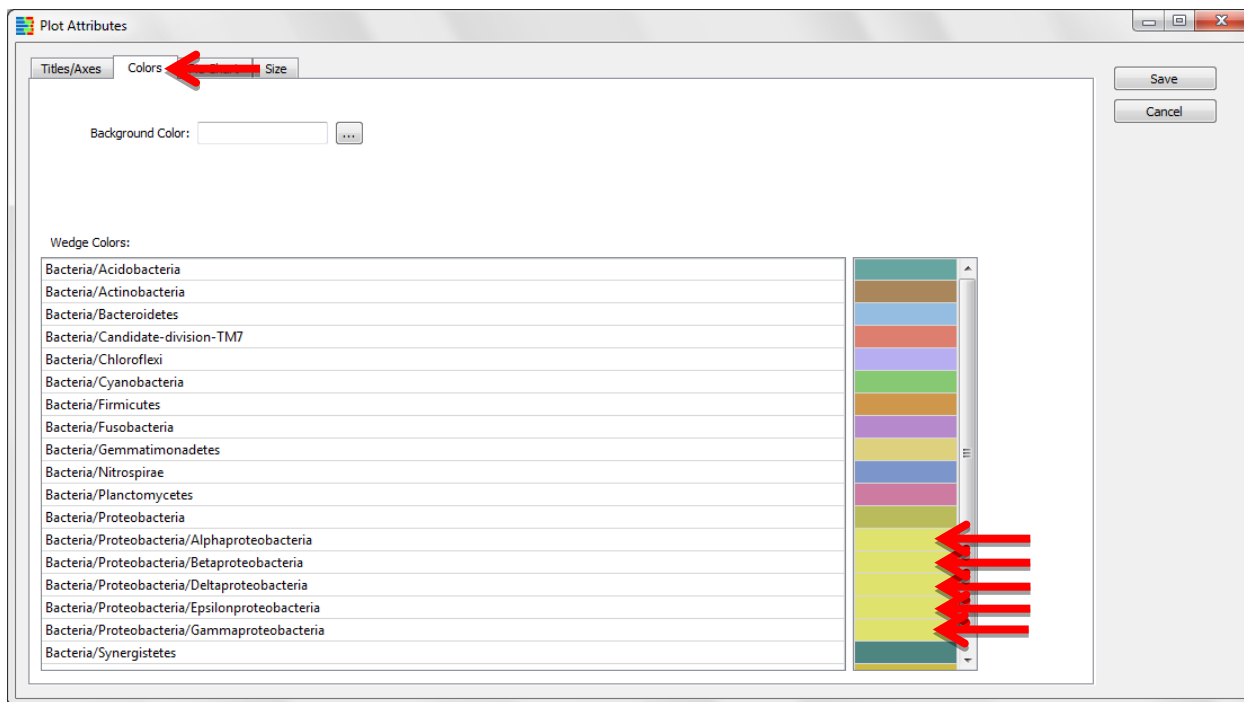 Plot Attributes
Titles/Axes Colors Size
Save
Cancel
Background Color: ...
Wedge Colors:
Bacteria/Acidobacteria
Bacteria/Actinobacteria
Bacteria/Bacteroidetes
Bacteria/Candidate-division-TM7
Bacteria/Chloroflexi
Bacteria/Cyanobacteria
Bacteria/Firmicutes
Bacteria/Fusobacteria
Bacteria/Gemmatimonadetes
Bacteria/Nitrospirae
Bacteria/Planctomycetes
Bacteria/Proteobacteria
Bacteria/Proteobacteria/Alphaproteobacteria
Bacteria/Proteobacteria/Betaproteobacteria
Bacteria/Proteobacteria/Deltaproteobacteria
Bacteria/Proteobacteria/Epsilonproteobacteria
Bacteria/Proteobacteria/Gammaproteobacteria
Bacteria/Synergistetes